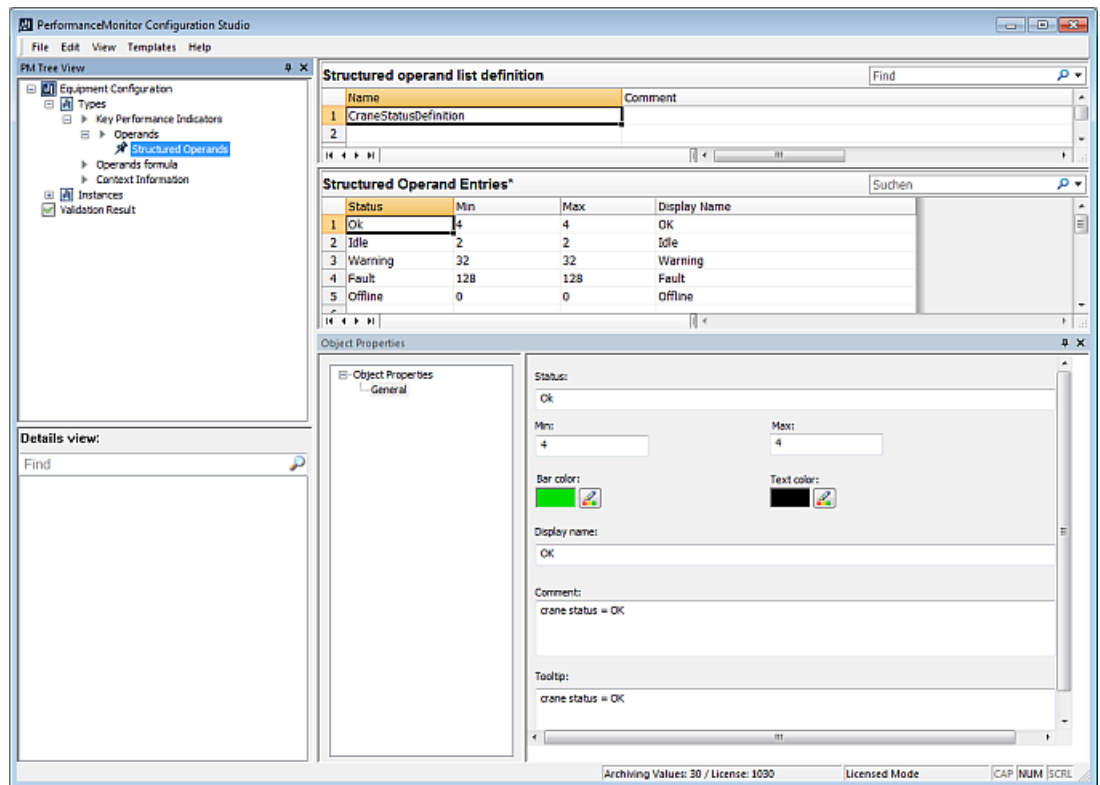 PerformanceMonitor Configuration Studio
File Edit View Templates Help
PM Tree View
Equipment Configuration
Types
Key Performance Indicators
Operands
Structured Operands
Operands formula
Context Information
Instances
Validation Result
Details view:
Find
Structured operand list definition
Find
Name Comment
1 CraneStatusDefinition
2
Structured Operand Entries*
Suchen
Status Min Max Display Name
1 Ok 4 4 OK
2 Idle 2 2 Idle
3 Warning 32 32 Warning
4 Fault 128 128 Fault
5 Offline 0 0 Offline
Object Properties
Object Properties
General
Status:
Ok
Min: Max:
4 4
Bar color: Text color:
Display name:
OK
Comment:
crane status = OK
Tooltip:
crane status = OK
Archiving Values: 30 / License: 1030 Licensed Mode CAP NUM SCRL